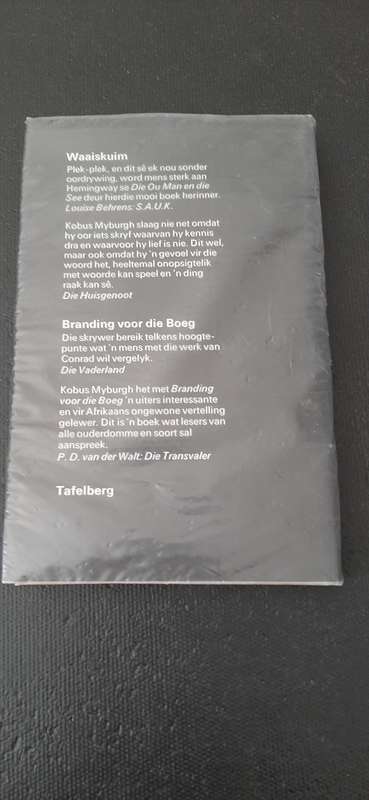 Waaiskuim
Plek-plek, en dit sê ek nou sonder
oordrywing, word mens sterk aan
Hemingway se Die Ou Man en die
See deur hierdie mooi boek herinner.
Louise Behrens: S.A.U.K.
Kobus Myburgh slaag nie net omdat
hy oor iets skryf waarvan hy kennis
dra en waarvoor hy lief is nie. Dit wel,
maar ook omdat hy 'n gevoel vir die
woord het, heeltemal onopsigtelik
met woorde kan speel en 'n ding
raak kan sê.
Die Huisgenoot
Branding voor die Boeg
Die skrywer bereik telkens hoogte-
punte wat 'n mens met die werk van
Conrad wil vergelyk.
Die Vaderland
Kobus Myburgh het met Branding
voor die Boeg 'n uiters interessante
en vir Afrikaans ongewone vertelling
gelewer. Dit is 'n boek wat lesers van
alle ouderdomme en soort sal
aanspreek.
P. D. van der Walt: Die Transvaler
Tafelberg